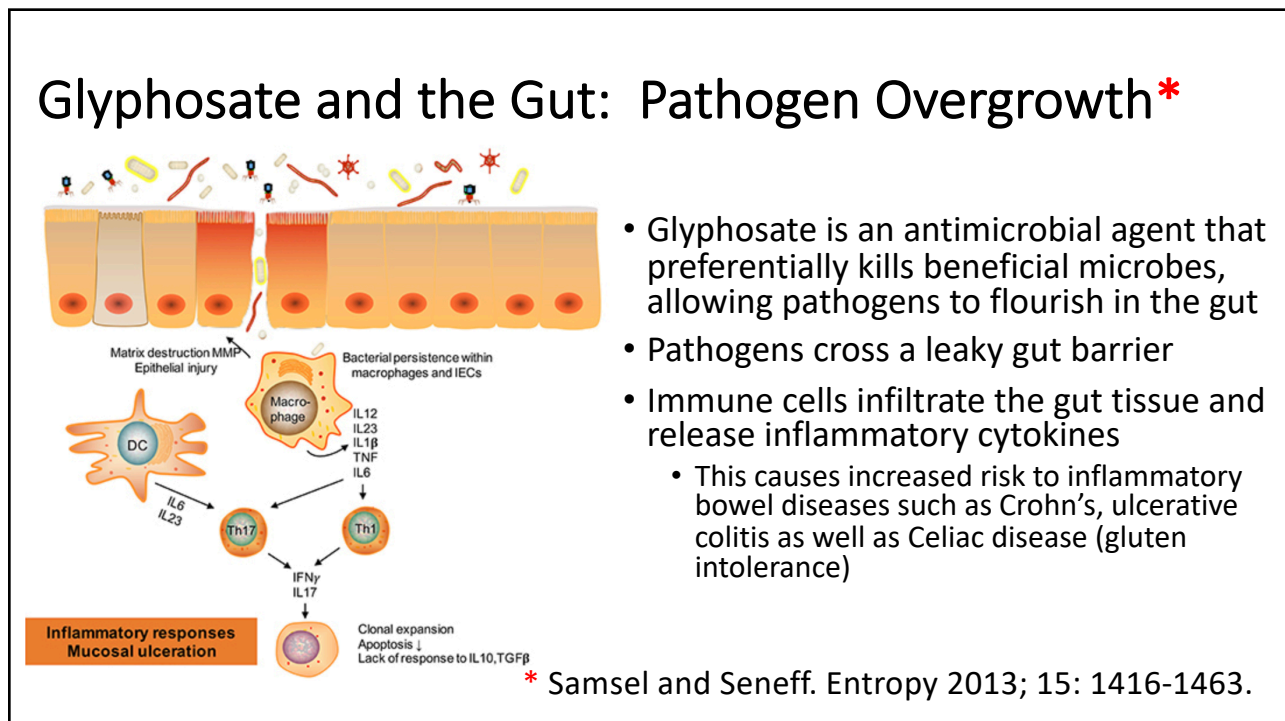 Glyphosate and the Gut:  Pathogen Overgrowth*
Matrix destruction MMP
Epithelial injury
Bacterial persistence within
macrophages and IECs
Macro-
phage
IL12
IL23
IL1β
TNF
IL6
DC
IL6
IL23
Th17
Th1
IFNγ
IL17
Clonal expansion
Apoptosis ↓
Lack of response to IL10,TGFβ
Inflammatory responses
Mucosal ulceration
• Glyphosate is an antimicrobial agent that
preferentially kills beneficial microbes,
allowing pathogens to flourish in the gut
• Pathogens cross a leaky gut barrier
• Immune cells infiltrate the gut tissue and
release inflammatory cytokines
• This causes increased risk to inflammatory
bowel diseases such as Crohn's, ulcerative
colitis as well as Celiac disease (gluten
intolerance)
* Samsel and Seneff. Entropy 2013; 15: 1416-1463.